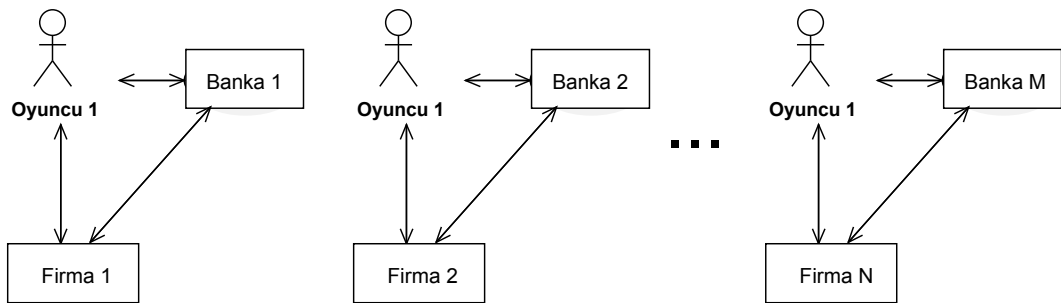 Banka 1
Oyuncu 1
Firma 1
Banka 2
Oyuncu 1
Firma 2
...
Banka M
Oyuncu 1
Firma N